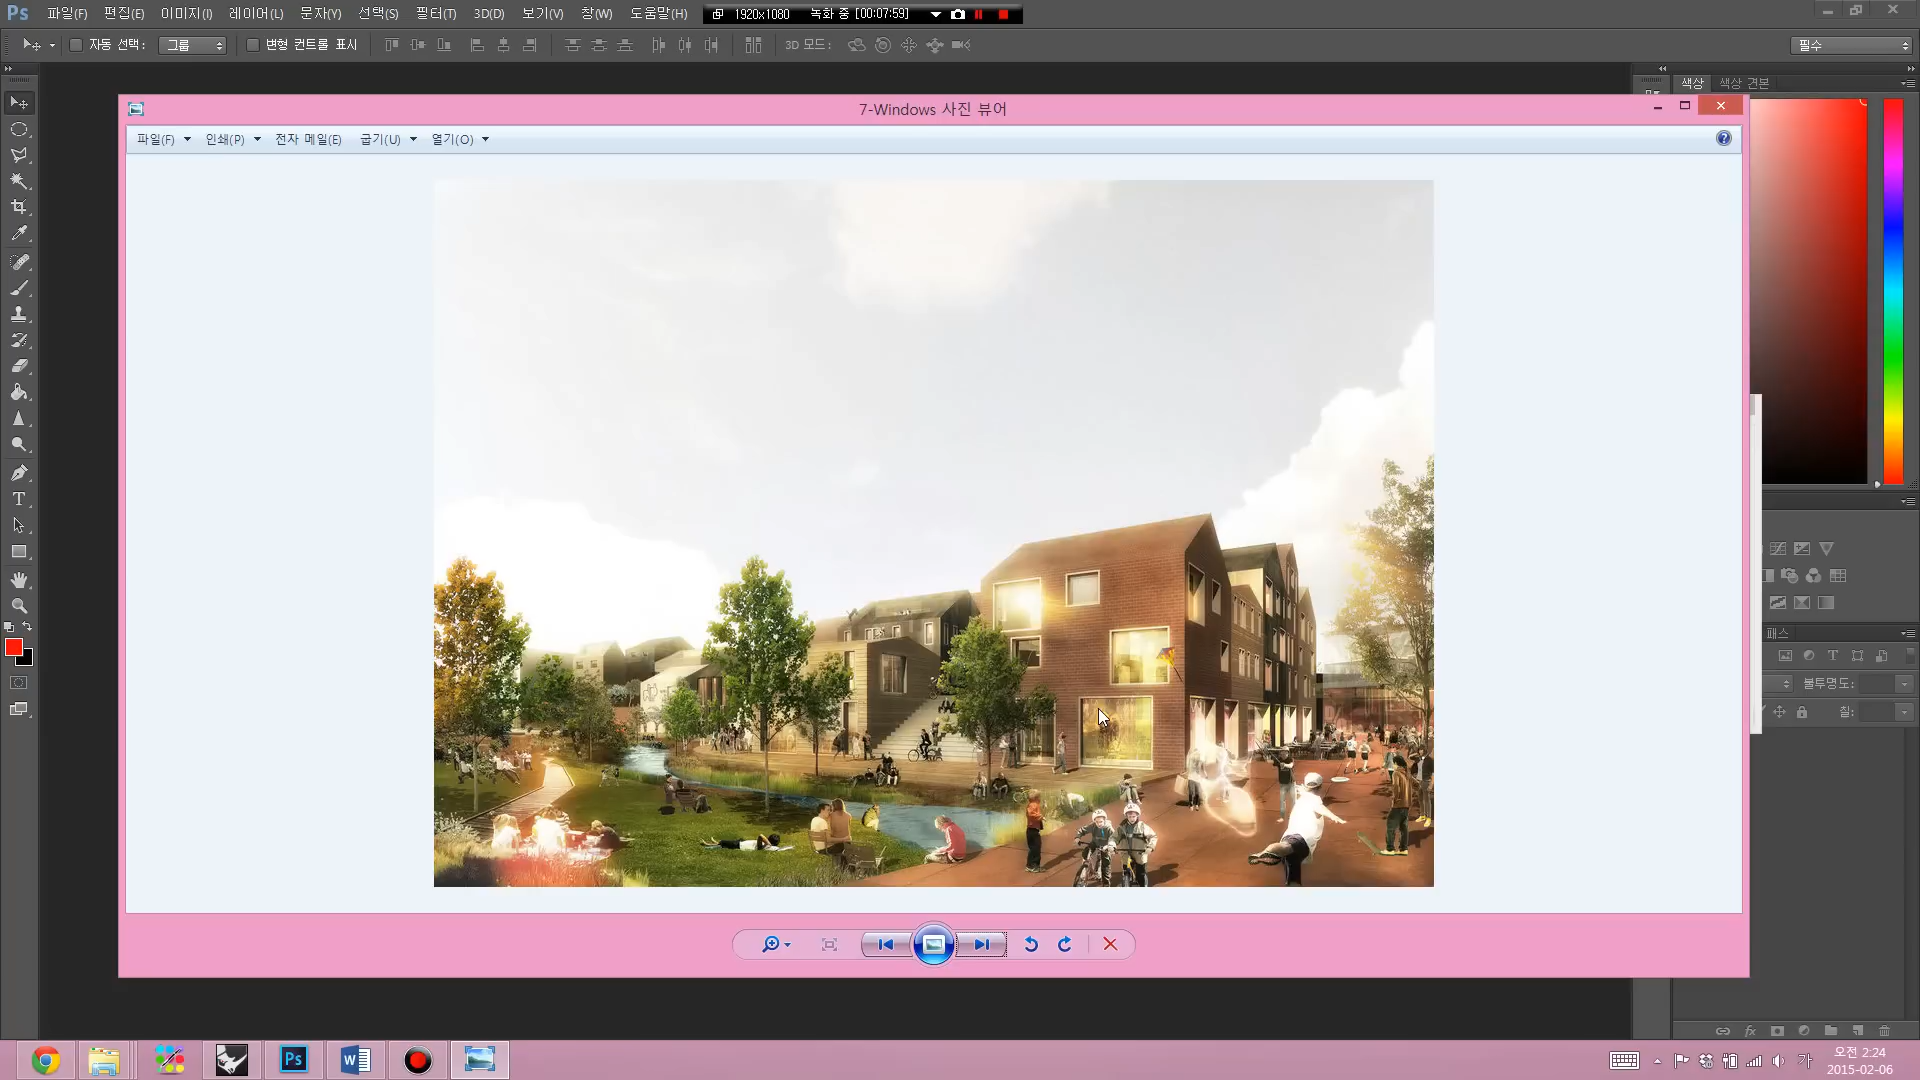 Ps 파일(F) 편집(E) 이미지(I) 레이어(L) 문자(Y) 선택(S) 필터(T) 3D(D) 보기(V) 창(W) 도움말(H) 1920x1080 녹화 중 [00:07:59]
자동 선택: 그룹 변형 컨트롤 표시 3D 모드: 필수
색상 색상 견본
7-Windows 사진 뷰어
파일(F) 인쇄(P) 전자 메일(E) 굽기(U) 열기(O)
패스
불투명도:
칠:
T
fx
Ps
가
오전 2:24
2015-02-06